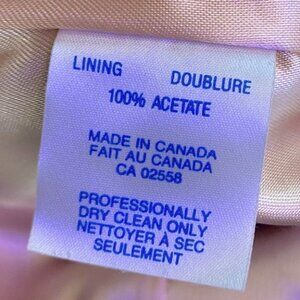 LINING DOUBLURE
100% ACETATE
MADE IN CANADA
FAIT AU CANADA
CA 02558
PROFESSIONALLY
DRY CLEAN ONLY
NETTOYER À SEC
SEULEMENT